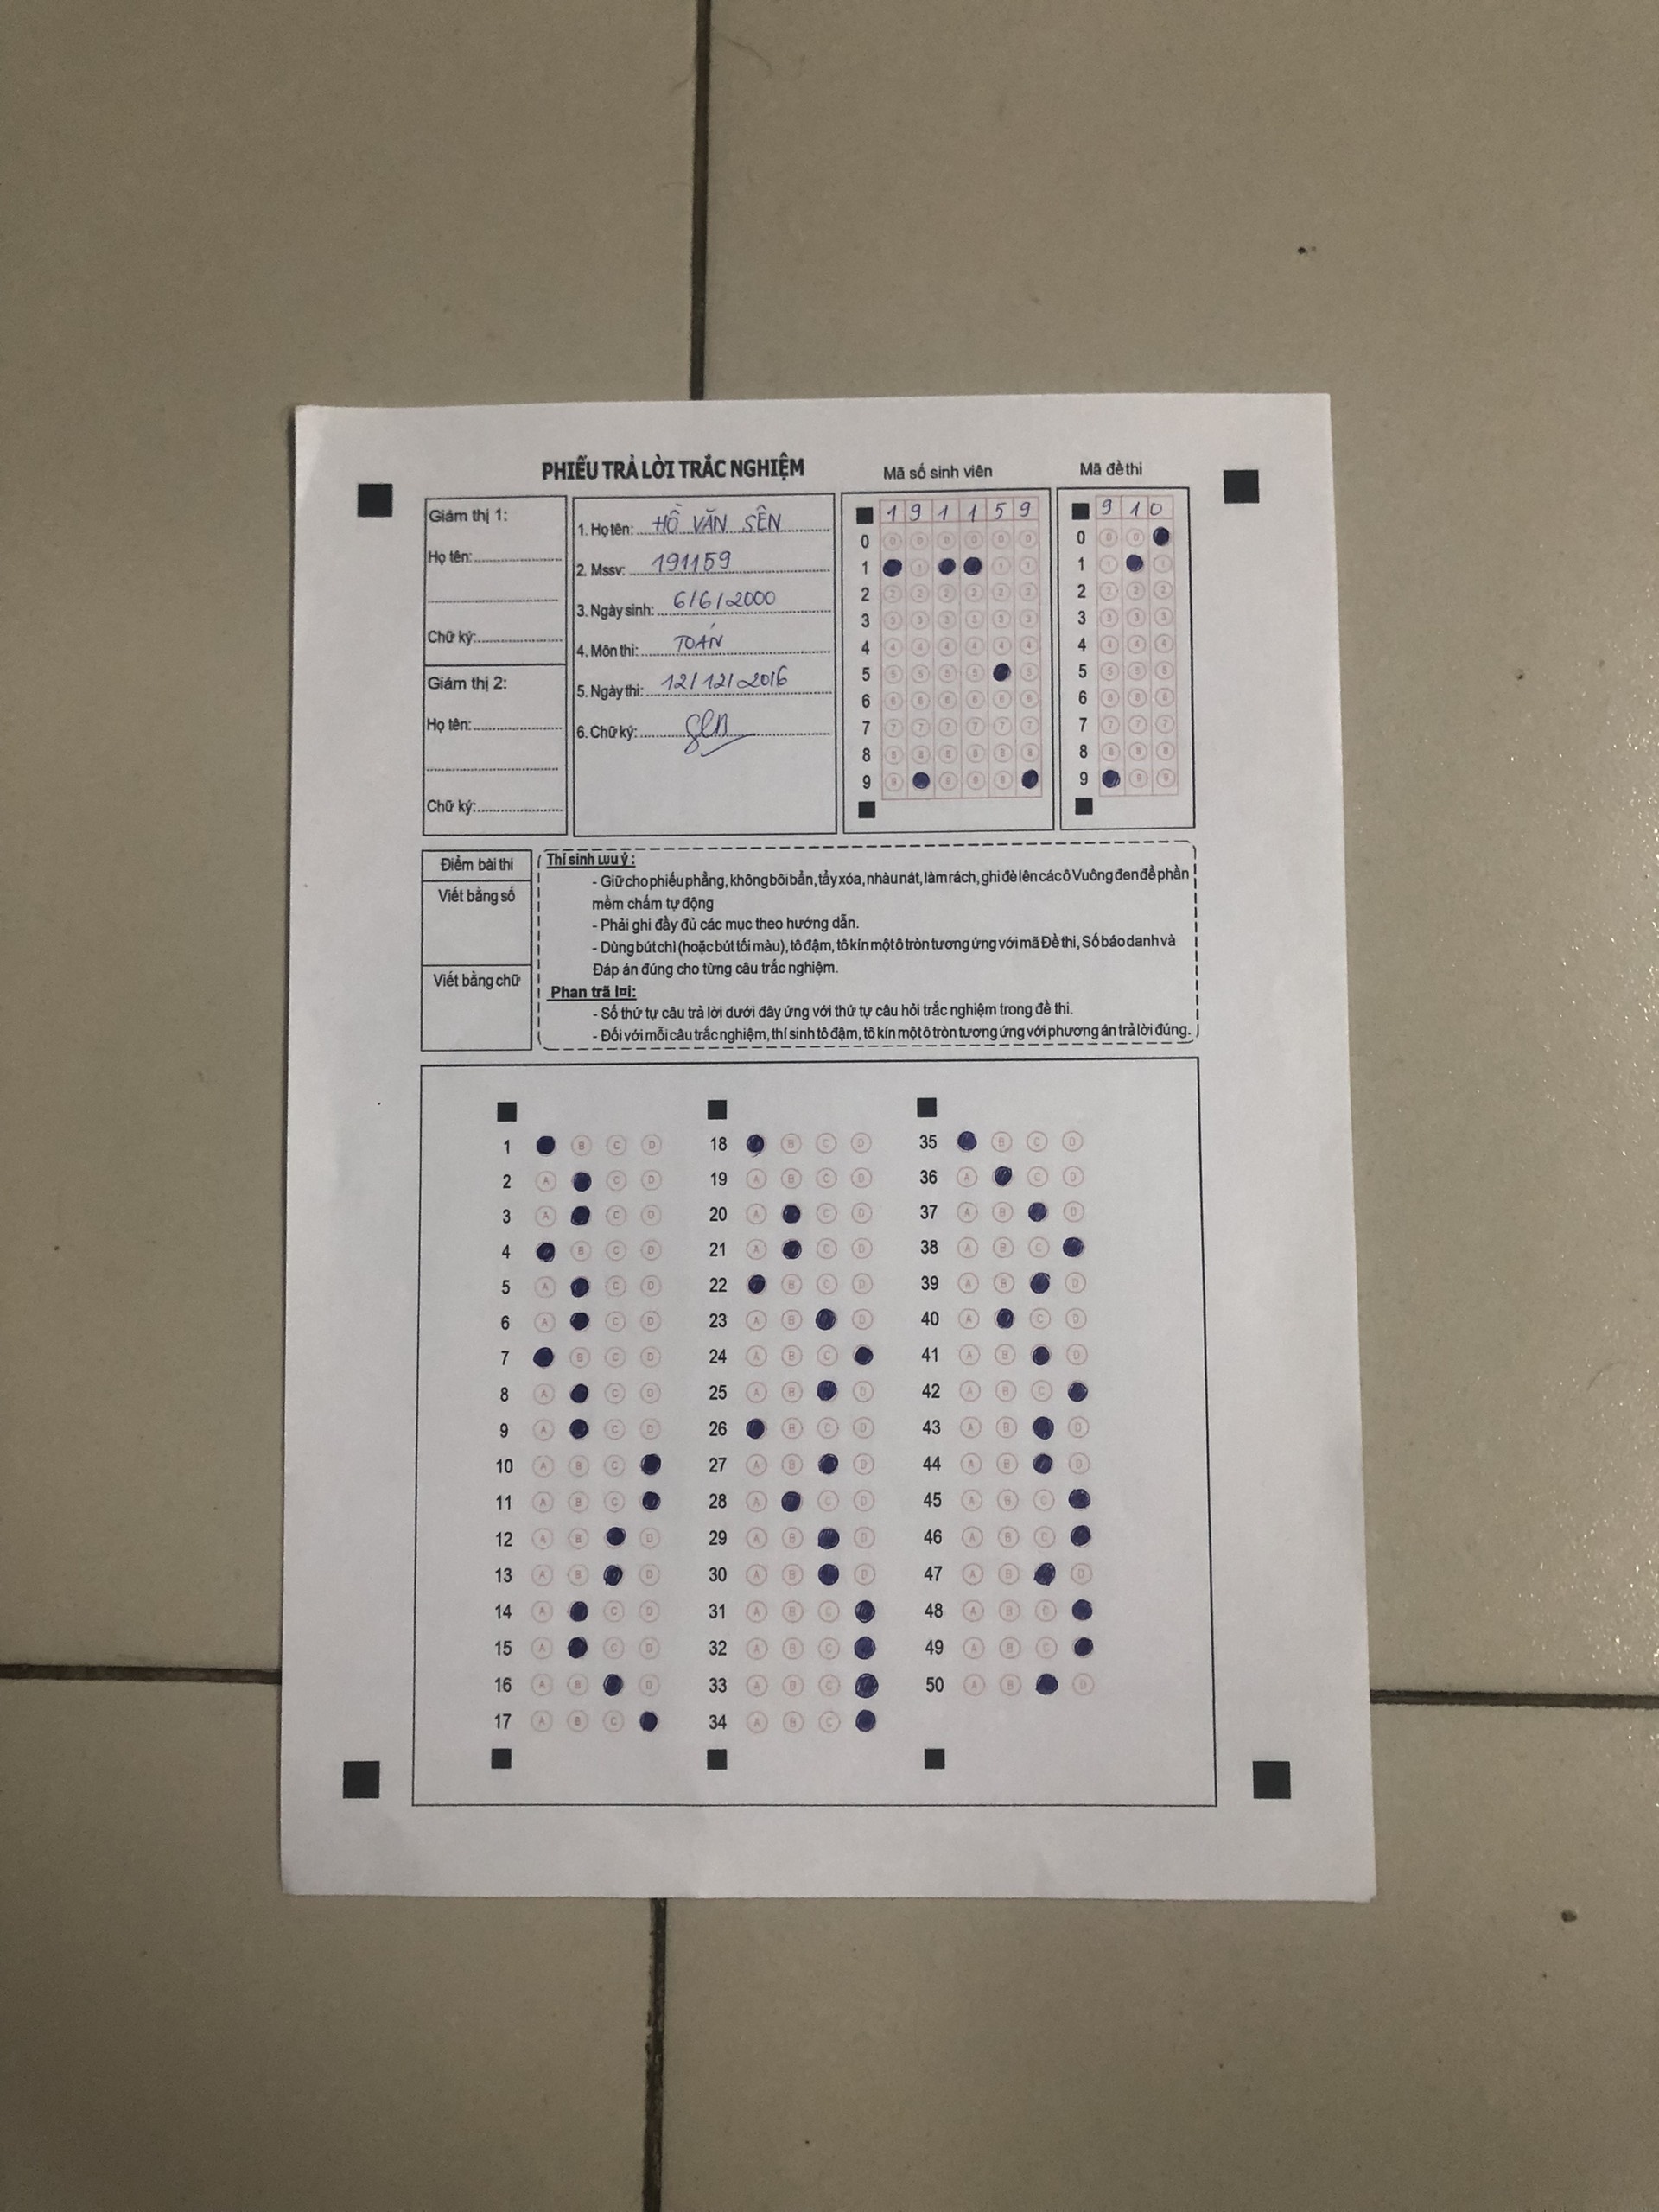 PHIẾU TRẢ LỜI TRẮC NGHIỆM
Mã số sinh viên
Mã đề thi
Giám thị 1:
Họ tên:
Chữ ký:
Giám thị 2:
Họ tên:
Chữ ký:
1. Họ tên: HỒ VĂN SÊN
2. Mssv: 191159
3. Ngày sinh: 6/6/2000
4. Môn thi: TOÁN
5. Ngày thi: 12/12/2016
6. Chữ ký: Sên
1 9 1 1 5 9
0 0 0 0 0 0 0
1 1 1 1
2 2 2 2 2 2 2
3 3 3 3 3 3 3
4 4 4 4 4 4 4
5 5 5 5 5 5
6 6 6 6 6 6 6
7 7 7 7 7 7 7
8 8 8 8 8 8 8
9 9 9 9 9
9 1 0
0 0 0
1 1 1
2 2 2 2
3 3 3 3
4 4 4 4
5 5 5 5
6 6 6 6
7 7 7 7
8 8 8 8
9 9 9
Điểm bài thi
Viết bằng số
Viết bằng chữ
Thí sinh Lưu ý:
- Giữ cho phiếu phẳng, không bôi bẩn, tẩy xóa, nhàu nát, làm rách, ghi đè lên các ô Vuông đen để phần
mềm chấm tự động
- Phải ghi đầy đủ các mục theo hướng dẫn.
- Dùng bút chì (hoặc bút tối màu), tô đậm, tô kín một ô tròn tương ứng với mã Đề thi, Số báo danh và
Đáp án đúng cho từng câu trắc nghiệm.
Phan trã l¤i:
- Số thứ tự câu trả lời dưới đây ứng với thứ tự câu hỏi trắc nghiệm trong đề thi.
- Đối với mỗi câu trắc nghiệm, thí sinh tô đậm, tô kín một ô tròn tương ứng với phương án trả lời đúng.
1 B C D
2 A C D
3 A C D
4 B C D
5 A C D
6 A C D
7 B C D
8 A C D
9 A C D
10 A B C
11 A B C
12 A B D
13 A B D
14 A C D
15 A C D
16 A B D
17 A B C
18 B C D
19 A B C D
20 A C D
21 A C D
22 B C D
23 A B D
24 A B C
25 A B D
26 B C D
27 A B D
28 A C D
29 A B D
30 A B D
31 A B C
32 A B C
33 A B C
34 A B C
35 B C D
36 A C D
37 A B D
38 A B C
39 A B D
40 A C D
41 A B D
42 A B C
43 A B D
44 A B D
45 A B C
46 A B C
47 A B D
48 A B C
49 A B C
50 A B D